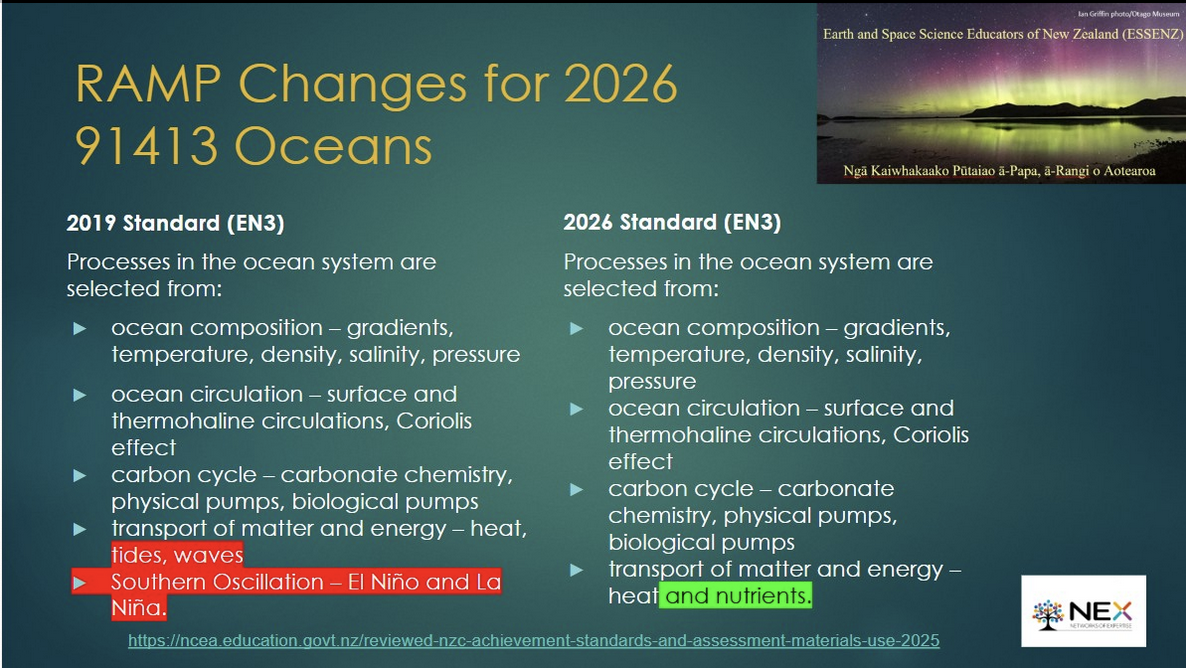 Ian Griffin photo/Otago Museum
Earth and Space Science Educators of New Zealand (ESSENZ)
Ngā Kaiwhakaako Pūtaiao ā-Papa, ā-Rangi o Aotearoa
RAMP Changes for 2026
91413 Oceans
2019 Standard (EN3)
Processes in the ocean system are
selected from:
ocean composition – gradients,
temperature, density, salinity, pressure
ocean circulation – surface and
thermohaline circulations, Coriolis
effect
carbon cycle – carbonate chemistry,
physical pumps, biological pumps
transport of matter and energy – heat,
tides, waves
Southern Oscillation – El Niño and La
Niña.
2026 Standard (EN3)
Processes in the ocean system are
selected from:
ocean composition – gradients,
temperature, density, salinity,
pressure
ocean circulation – surface and
thermohaline circulations, Coriolis
effect
carbon cycle – carbonate
chemistry, physical pumps,
biological pumps
transport of matter and energy –
heat and nutrients.
https://ncea.education.govt.nz/reviewed-nzc-achievement-standards-and-assessment-materials-use-2025
NEX
NETWORKS OF EXPERTISE